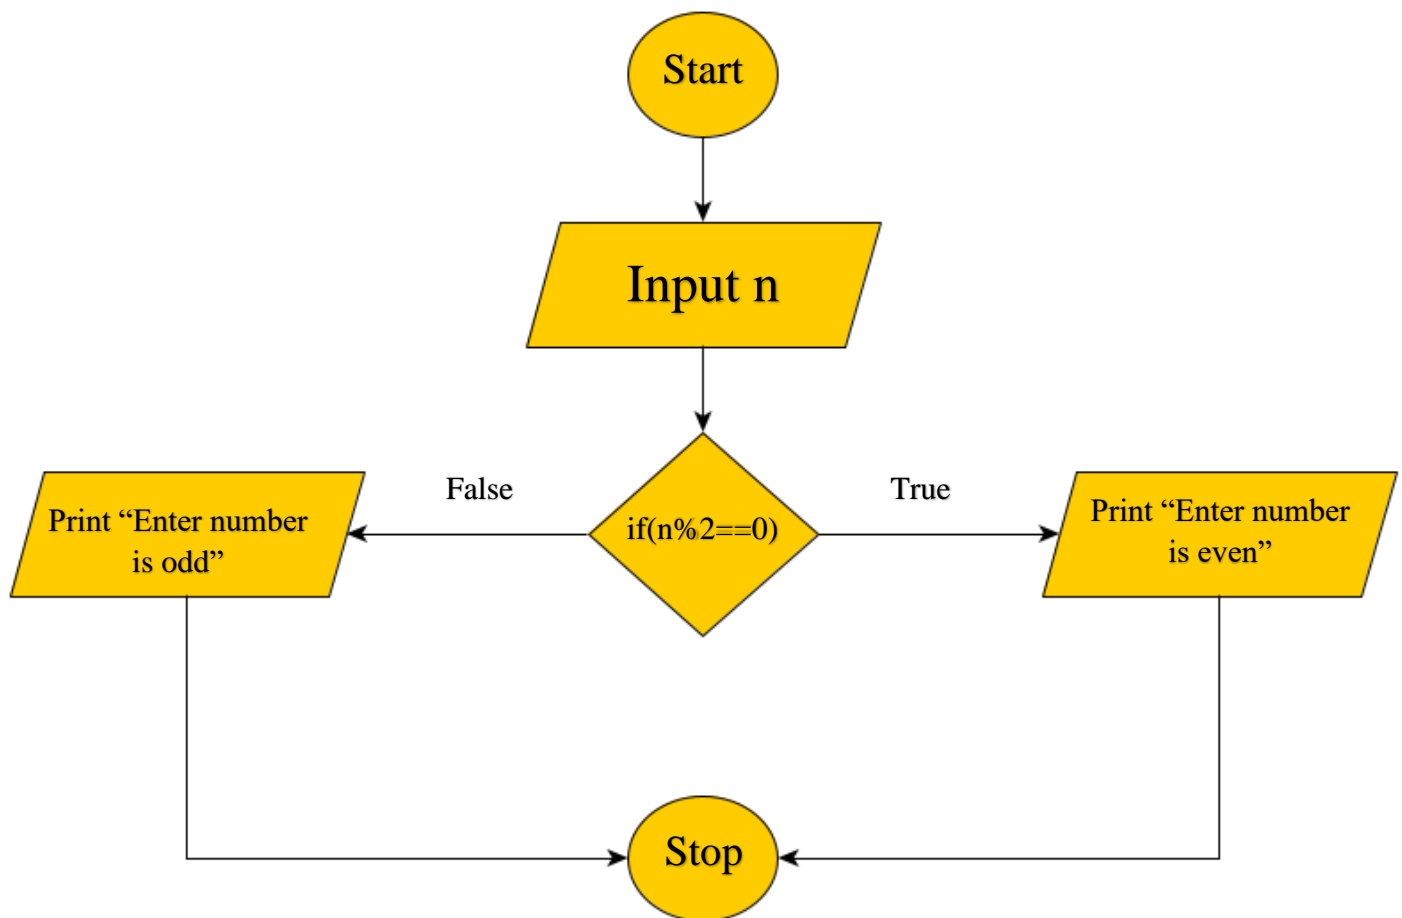 Start
Input n
False
True
if(n%2==0)
Print “Enter number
is odd”
Print “Enter number
is even”
Stop